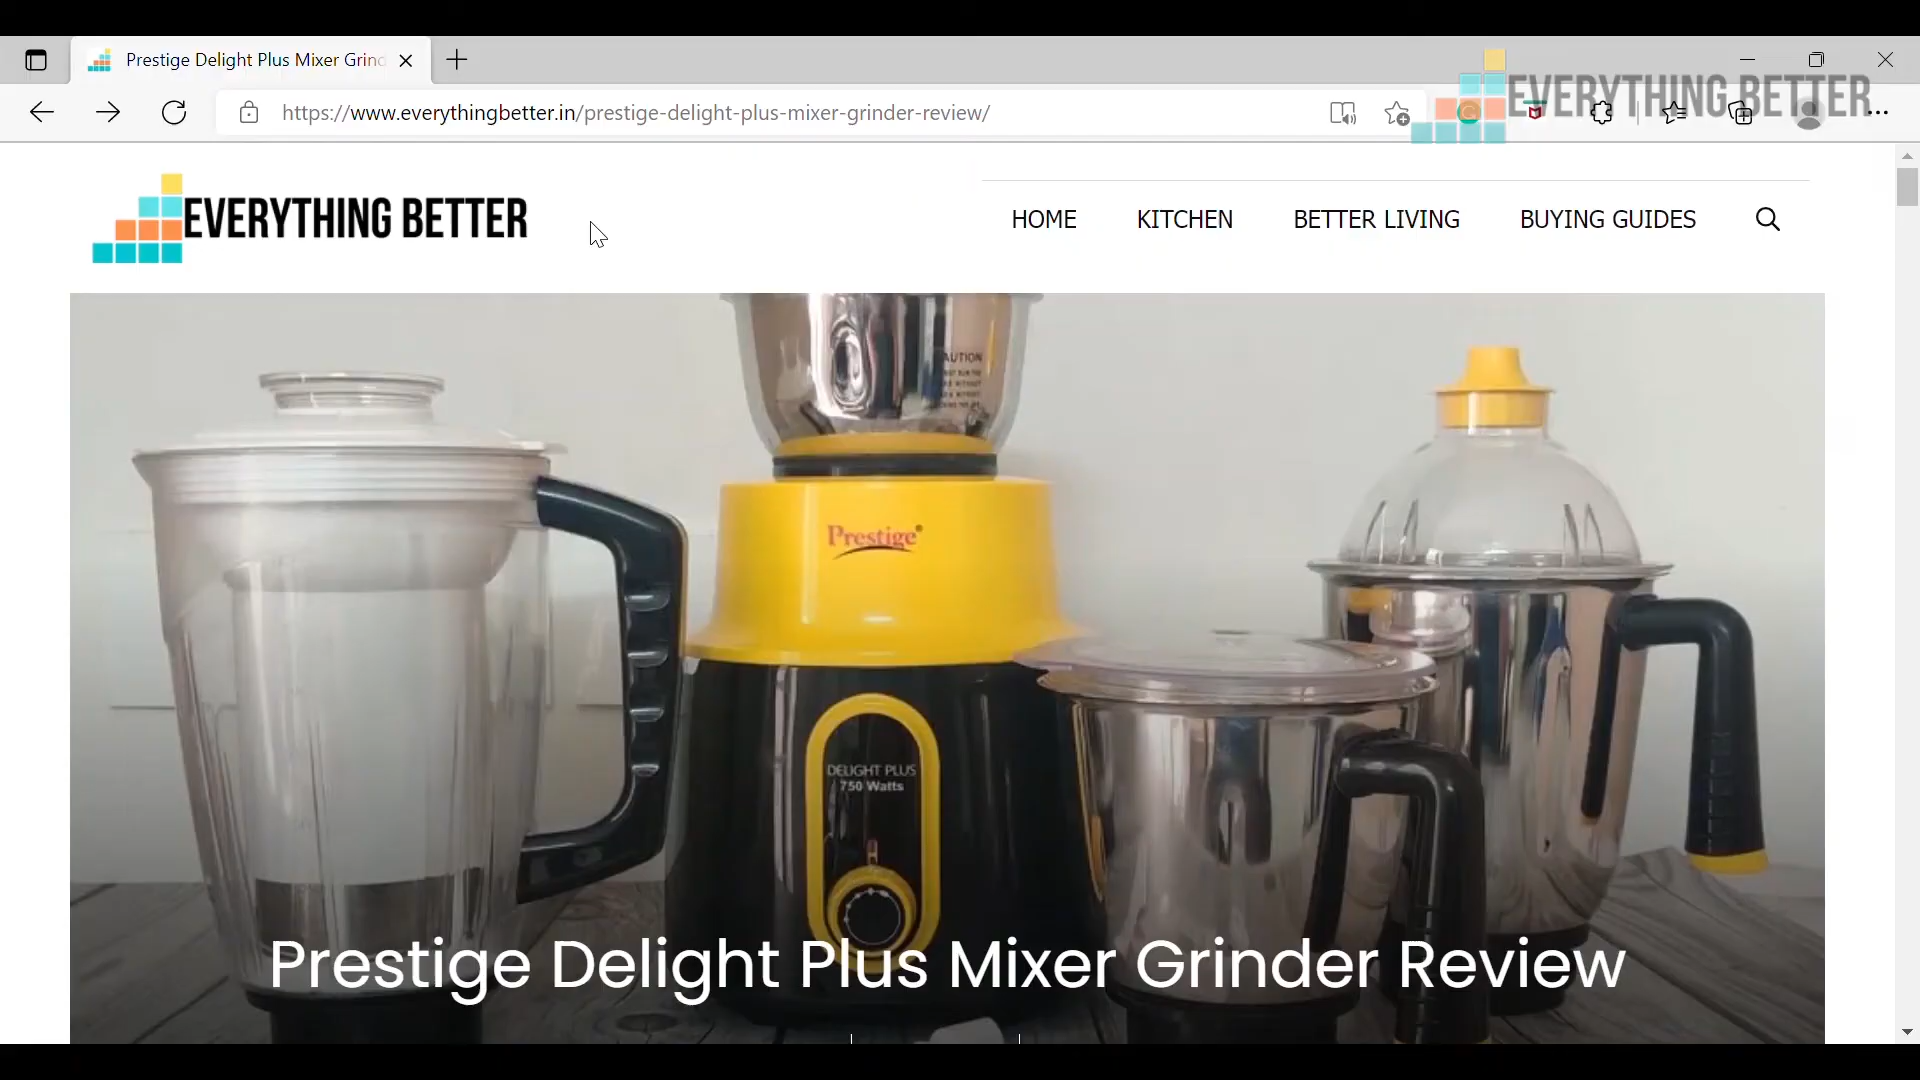 Prestige Delight Plus Mixer Grind
https://www.everythingbetter.in/prestige-delight-plus-mixer-grinder-review/
EVERYTHING BETTER
EVERYTHING BETTER
HOME
KITCHEN
BETTER LIVING
BUYING GUIDES
Prestige®
DELIGHT PLUS
750 Watts
Prestige Delight Plus Mixer Grinder Review